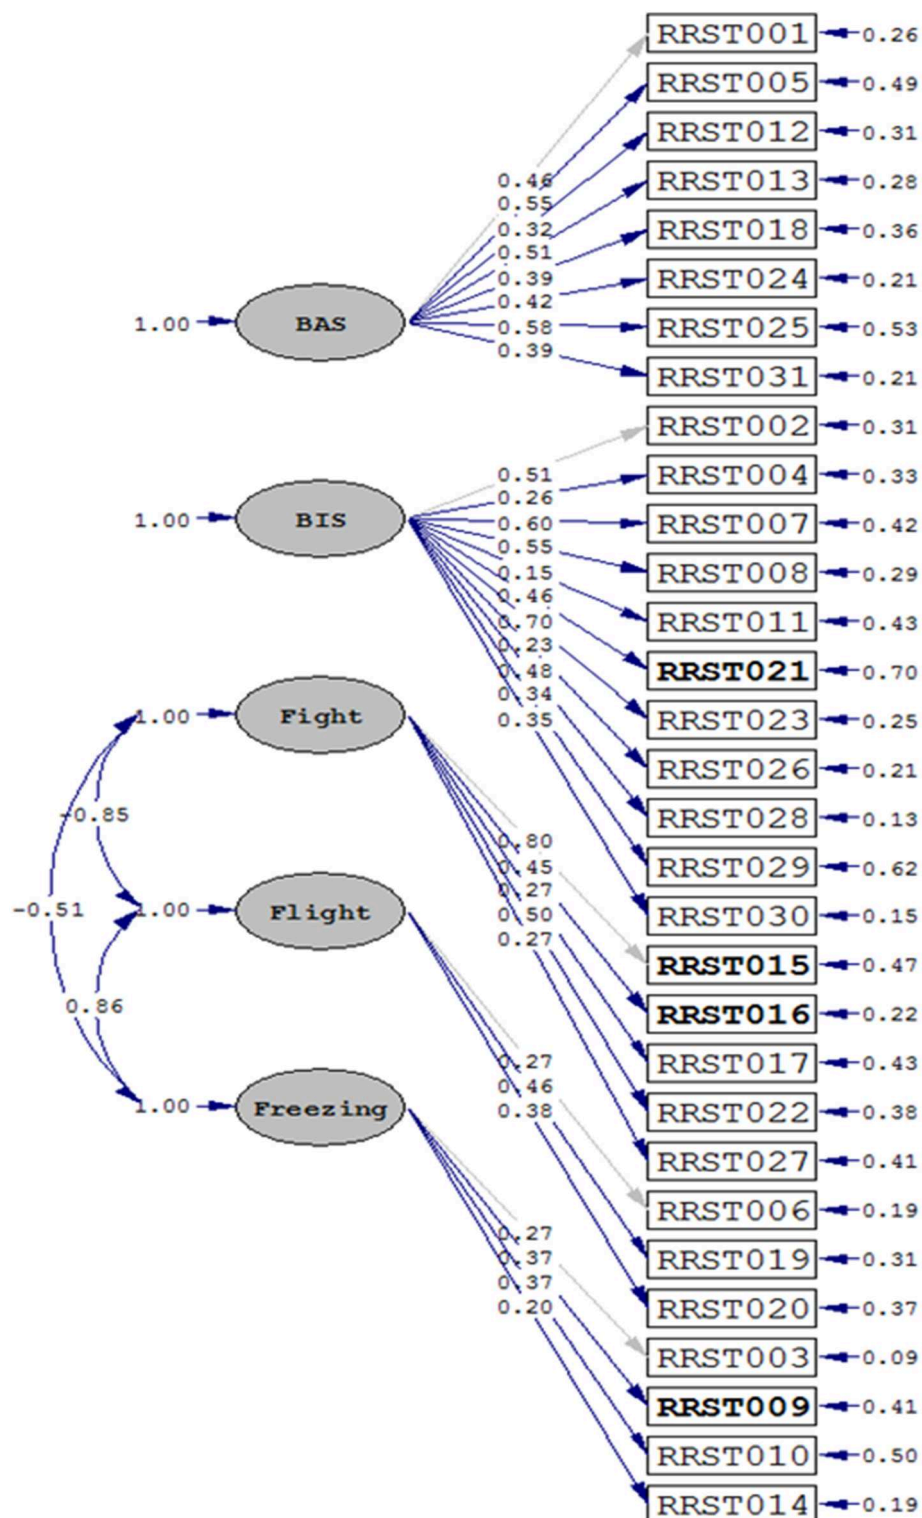 RRST001 0.26
RRST005 0.49
RRST012 0.31
RRST013 0.28
RRST018 0.36
RRST024 0.21
RRST025 0.53
RRST031 0.21
0.46
0.55
0.32
0.51
0.39
0.42
0.58
0.39
1.00 BAS
RRST002 0.31
RRST004 0.33
RRST007 0.42
RRST008 0.29
RRST011 0.43
RRST021 0.70
RRST023 0.25
RRST026 0.21
RRST028 0.13
RRST029 0.62
RRST030 0.15
0.51
0.26
0.60
0.55
0.15
0.46
0.70
0.23
0.48
0.34
0.35
1.00 BIS
1.00 Fight
0.80
0.45
0.27
0.50
0.27
RRST015 0.47
RRST016 0.22
RRST017 0.43
RRST022 0.38
RRST027 0.41
-0.85
-0.51
0.86
1.00 Flight
0.27
0.46
0.38
RRST006 0.19
RRST019 0.31
RRST020 0.37
1.00 Freezing
0.27
0.37
0.37
0.20
RRST003 0.09
RRST009 0.41
RRST010 0.50
RRST014 0.19